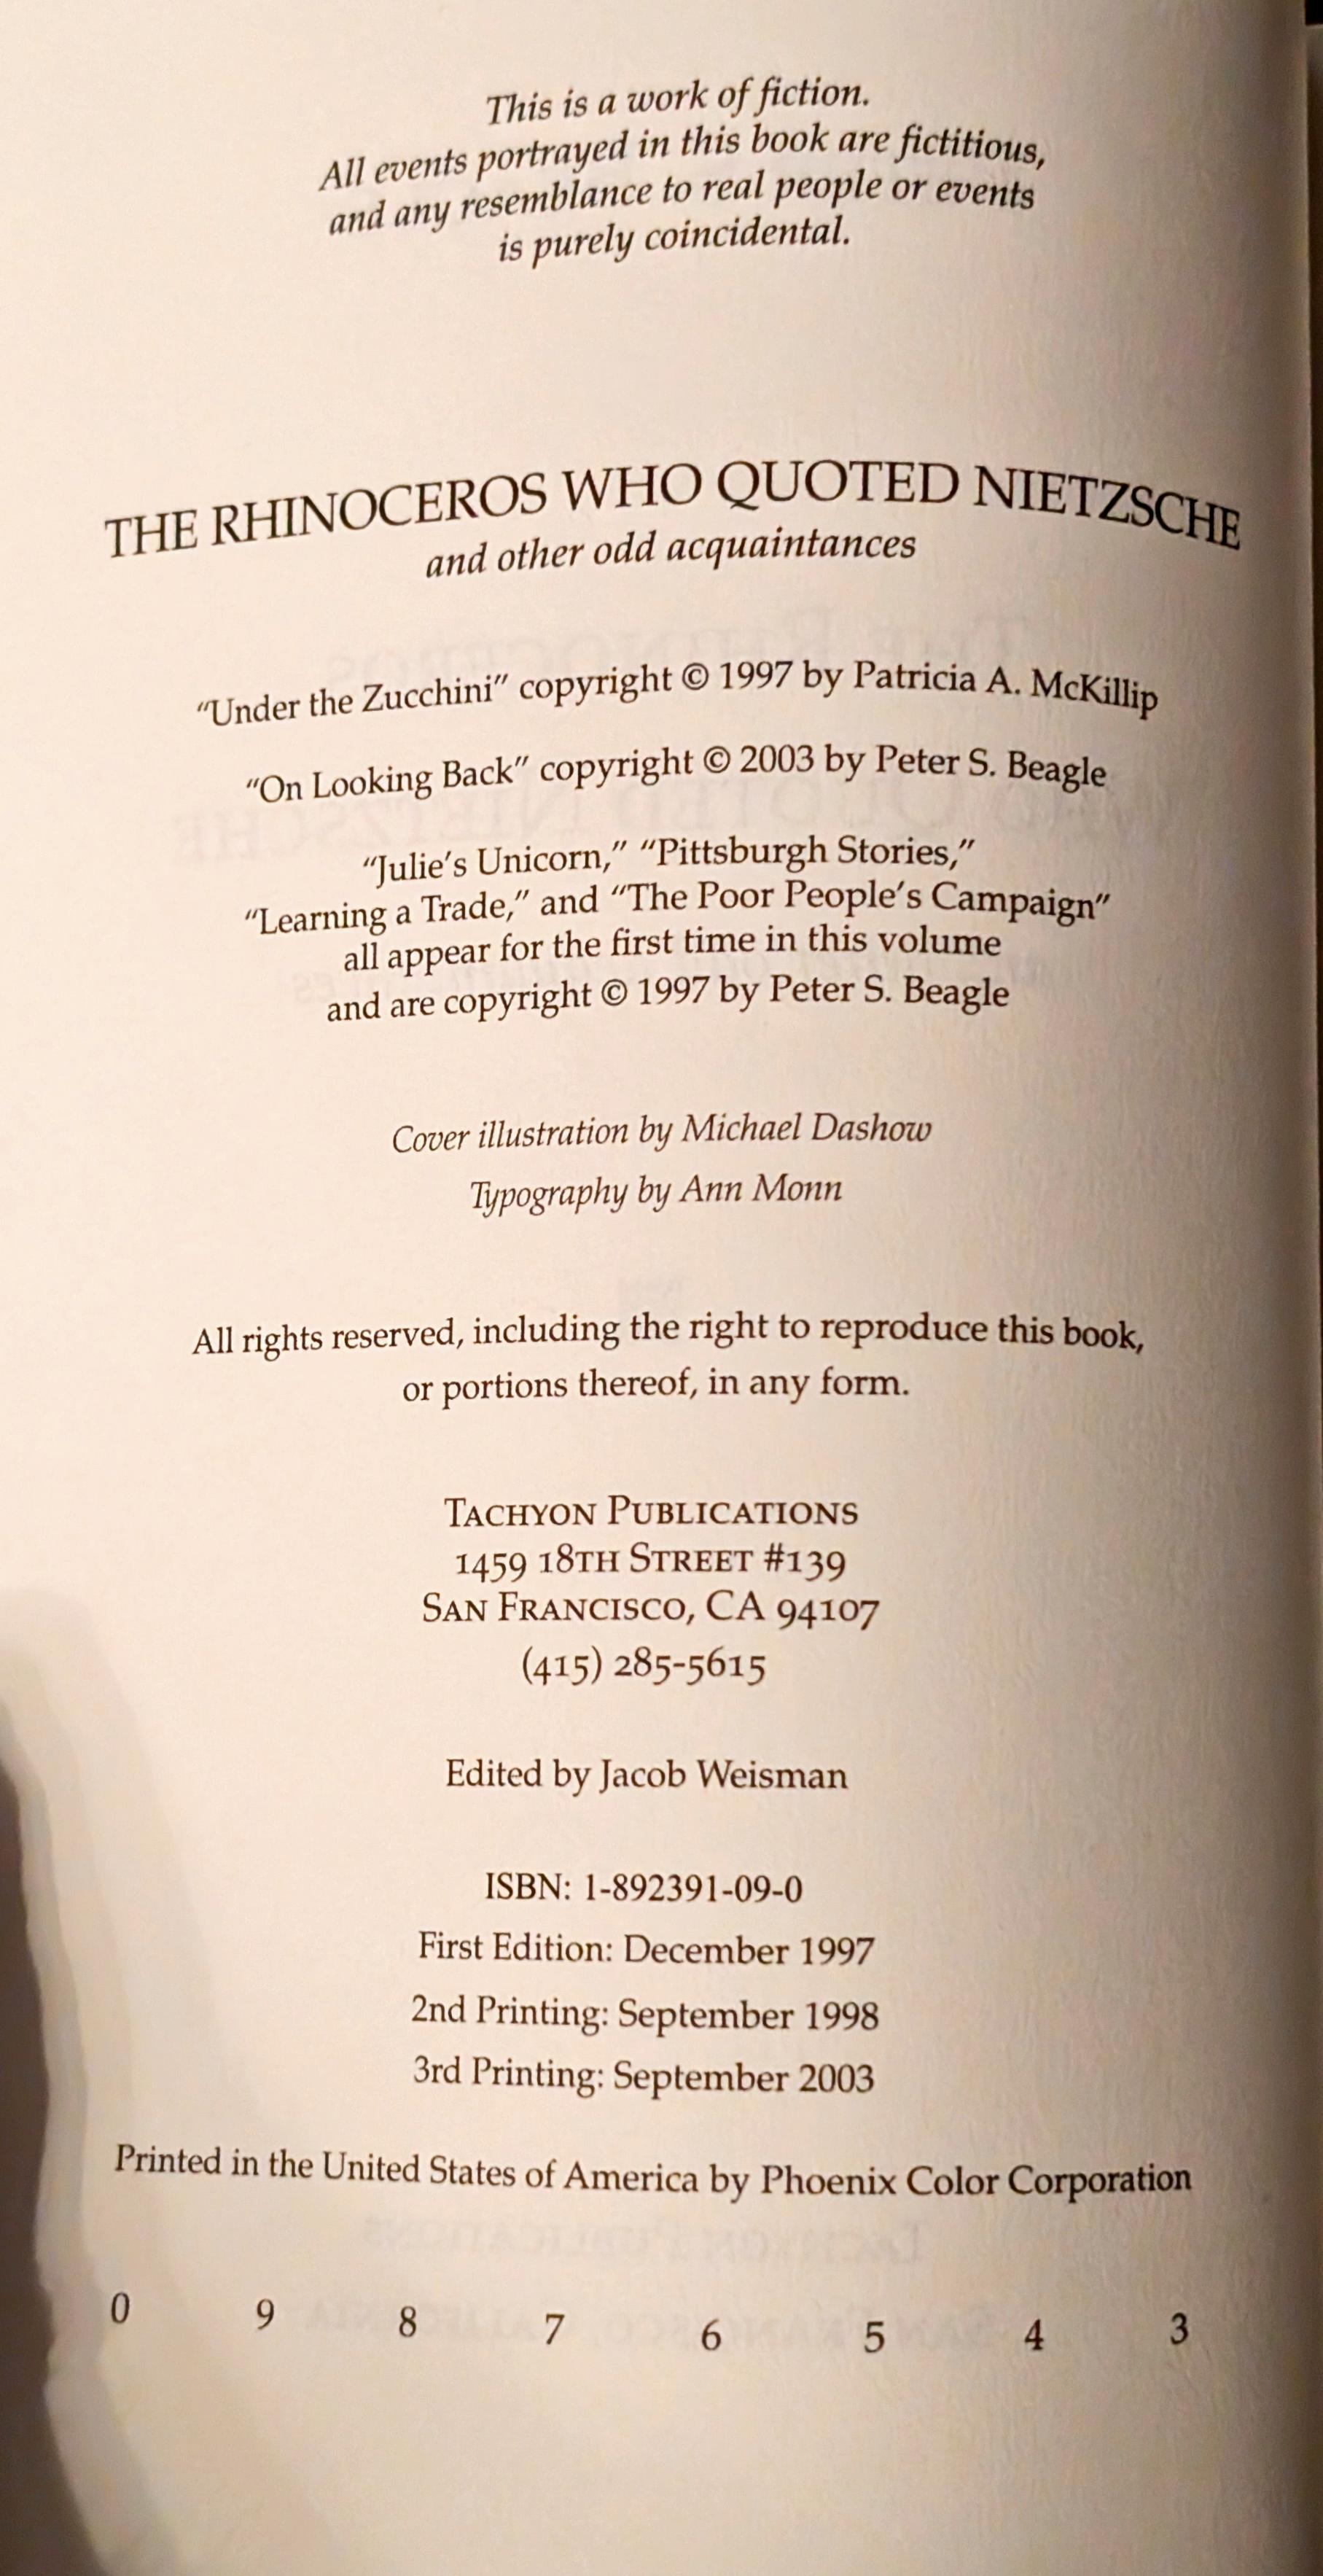 This is a work of fiction.
All events portrayed in this book are fictitious,
and any resemblance to real people or events
is purely coincidental.
THE RHINOCEROS WHO QUOTED NIETZSCHE
and other odd acquaintances
“Under the Zucchini” copyright © 1997 by Patricia A. McKillip
“On Looking Back” copyright © 2003 by Peter S. Beagle
“Julie’s Unicorn,” “Pittsburgh Stories,”
“Learning a Trade,” and “The Poor People’s Campaign”
all appear for the first time in this volume
and are copyright © 1997 by Peter S. Beagle
Cover illustration by Michael Dashow
Typography by Ann Monn
All rights reserved, including the right to reproduce this book,
or portions thereof, in any form.
TACHYON PUBLICATIONS
1459 18TH STREET #139
SAN FRANCISCO, CA 94107
(415) 285-5615
Edited by Jacob Weisman
ISBN: 1-892391-09-0
First Edition: December 1997
2nd Printing: September 1998
3rd Printing: September 2003
Printed in the United States of America by Phoenix Color Corporation
0 9 8 7 6 5 4 3